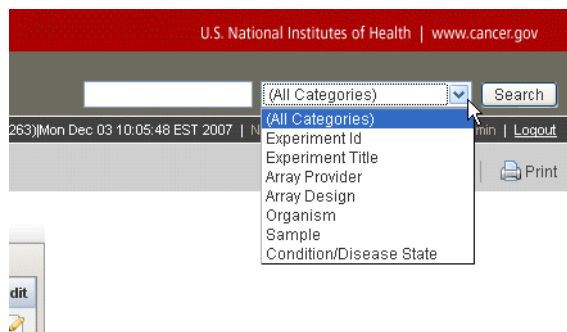 U.S. National Institutes of Health | www.cancer.gov
(All Categories) Search
263)|Mon Dec 03 10:05:48 EST 2007 | N min | Logout
(All Categories)
Experiment Id
Experiment Title
Array Provider
Array Design
Organism
Sample
Condition/Disease State
Print
dit